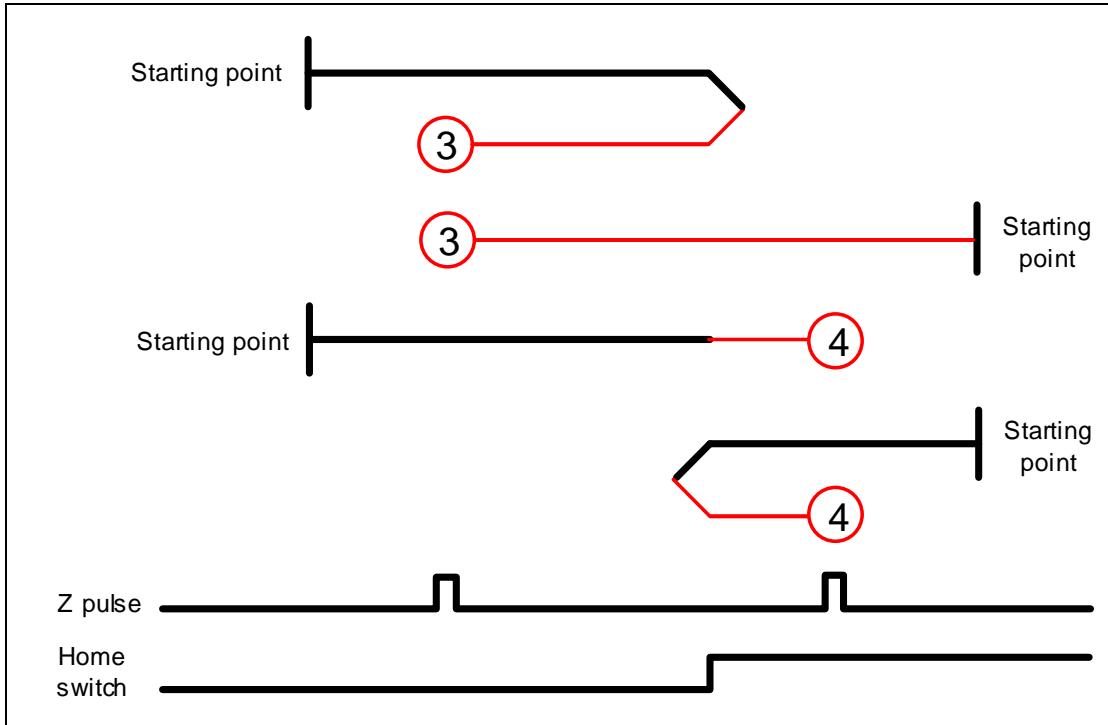 Starting point
3
3
Starting
point
Starting point
4
Starting
point
4
Z pulse
Home
switch